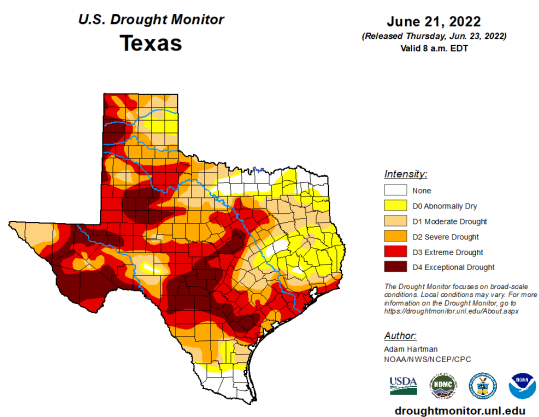 U.S. Drought Monitor
Texas
June 21, 2022
(Released Thursday, Jun. 23, 2022)
Valid 8 a.m. EDT
Intensity:
None
D0 Abnormally Dry
D1 Moderate Drought
D2 Severe Drought
D3 Extreme Drought
D4 Exceptional Drought
The Drought Monitor focuses on broad-scale
conditions. Local conditions may vary. For more
information on the Drought Monitor, go to
https://droughtmonitor.unl.edu/About.aspx
Author:
Adam Hartman
NOAA/NWS/NCEP/CPC
USDA
NDMC
NOAA
droughtmonitor.unl.edu